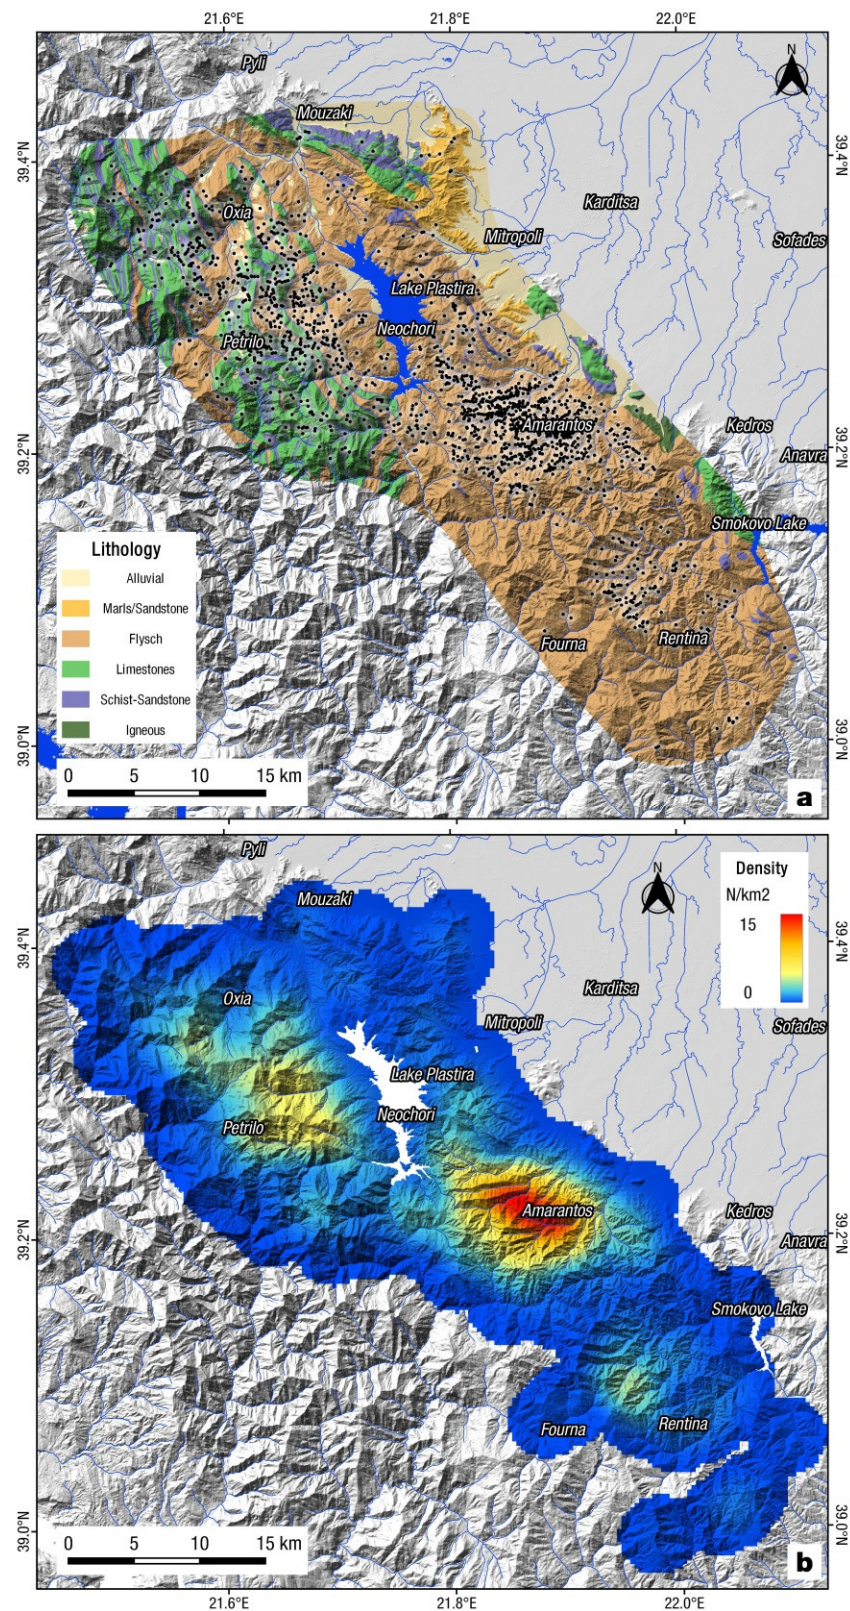 21.6°E 21.8°E 22.0°E
N
Pyli
Mouzaki
39.4°N 39.4°N
Karditsa
Oxia
Mitropoli
Sofades
Lake Plastira
Neochori
Petrilo
Amarantos
Kedros
39.2°N 39.2°N
Anavra
Smokovo Lake
Lithology
Alluvial
Marls/Sandstone
Flysch
Limestones
Schist-Sandstone
Igneous
Fourna
Rentina
39.0°N 39.0°N
0 5 10 15 km
a
Pyli
N
Density
N/km2
15
0
Mouzaki
39.4°N 39.4°N
Karditsa
Oxia
Mitropoli
Sofades
Lake Plastira
Neochori
Petrilo
Amarantos
Kedros
39.2°N 39.2°N
Anavra
Smokovo Lake
Fourna
Rentina
39.0°N 39.0°N
0 5 10 15 km
b
21.6°E 21.8°E 22.0°E